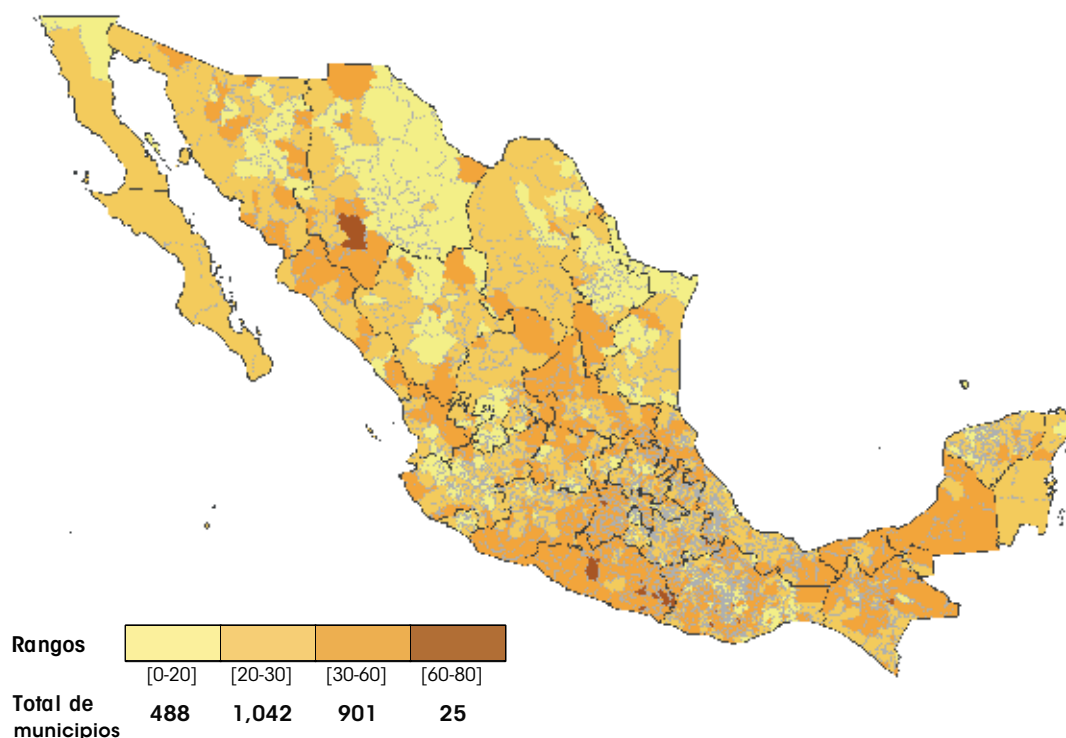 Rangos
[0-20] [20-30] [30-60] [60-80]
Total de
municipios
488 1,042 901 25